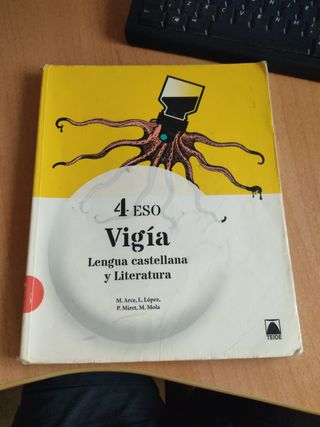 4 ESO
Vigía
Lengua castellana
y Literatura
M. Arce, L. López,
P. Miret, M. Mola
TEIDE